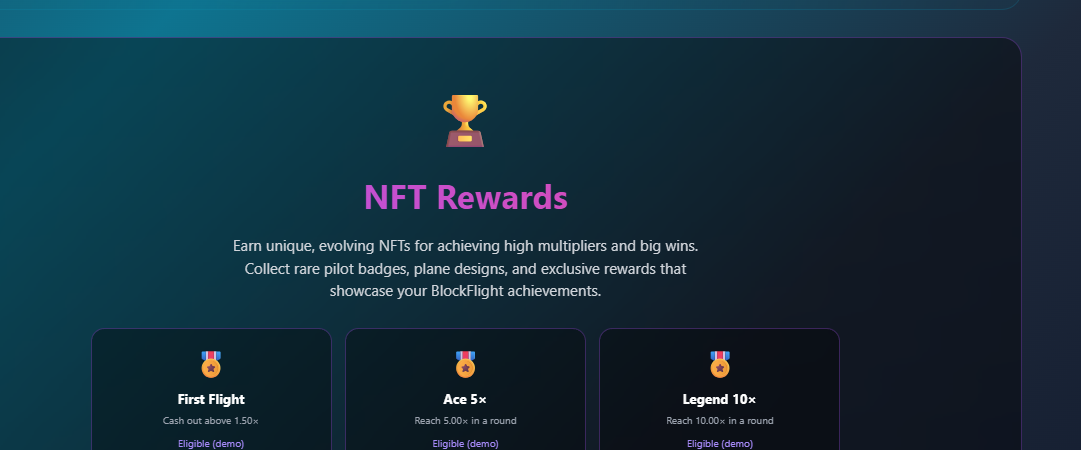 NFT Rewards
Earn unique, evolving NFTs for achieving high multipliers and big wins.
Collect rare pilot badges, plane designs, and exclusive rewards that
showcase your BlockFlight achievements.
First Flight
Cash out above 1.50×
Eligible (demo)
Ace 5×
Reach 5.00× in a round
Eligible (demo)
Legend 10×
Reach 10.00× in a round
Eligible (demo)